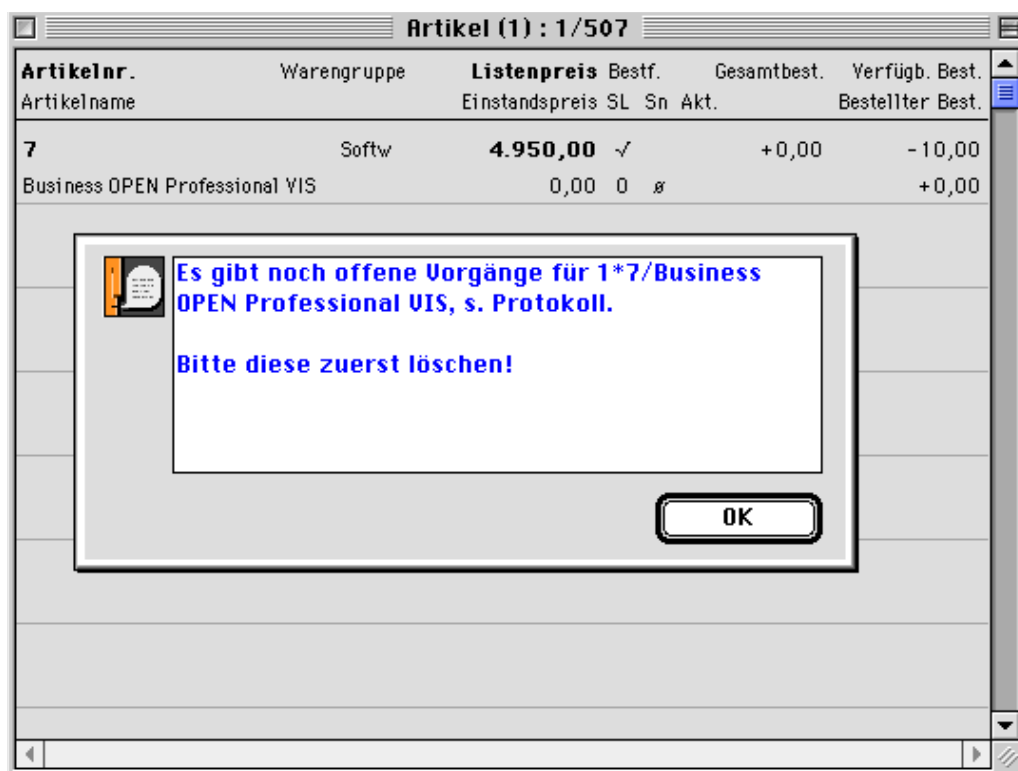 Artikel (1) : 1/507
Artikelnr. Warengruppe Listenpreis Bestf. Gesamtbest. Verfügb. Best.
Artikelname Einstandspreis SL Sn Akt. Bestellter Best.
7 Softw 4.950,00 √ +0,00 -10,00
Business OPEN Professional VIS 0,00 0 ø +0,00
Es gibt noch offene Vorgänge für 1*7/Business
OPEN Professional VIS, s. Protokoll.
Bitte diese zuerst löschen!
OK